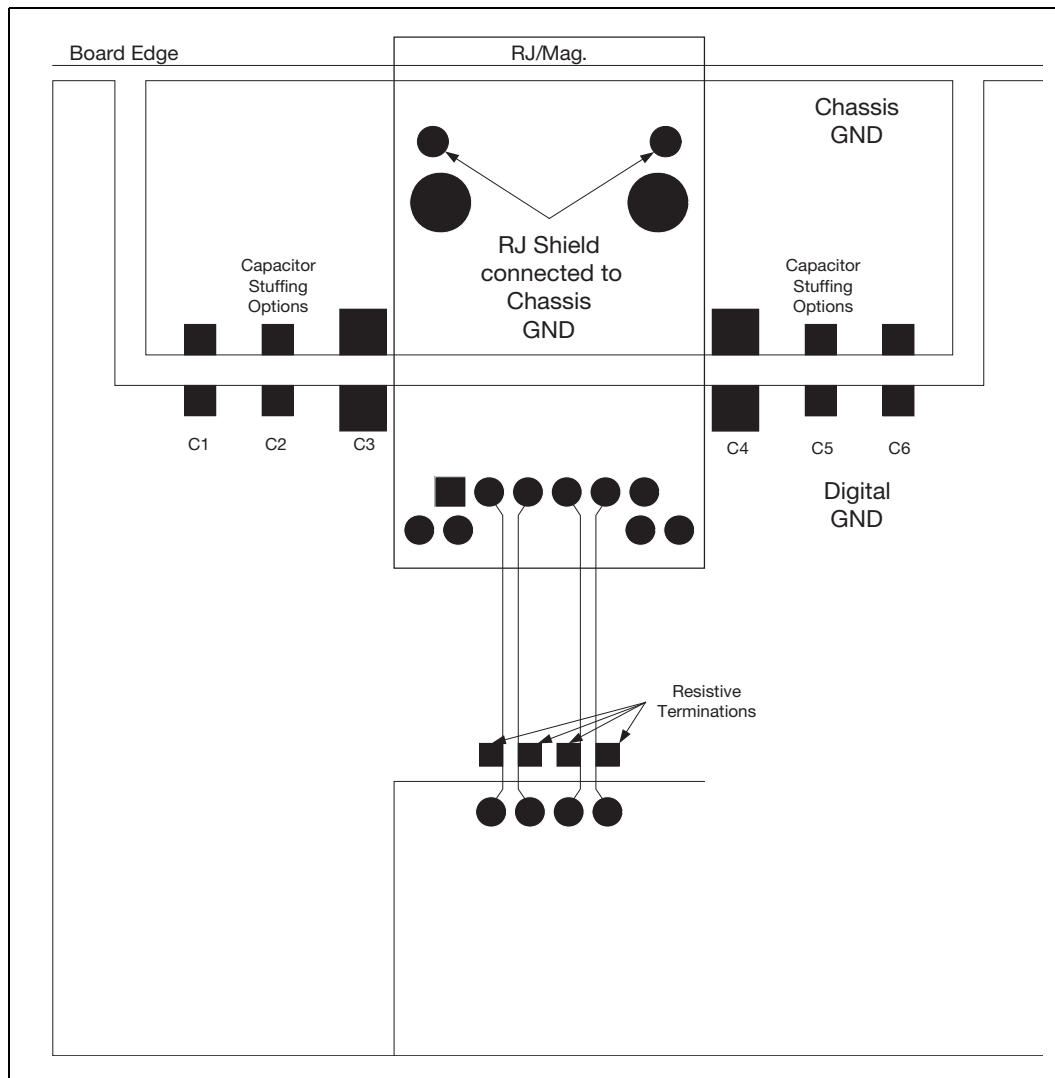 Board Edge
RJ/Mag.
Chassis
GND
RJ Shield
connected to
Chassis
GND
Capacitor
Stuffing
Options
Capacitor
Stuffing
Options
C1
C2
C3
C4
C5
C6
Digital
GND
Resistive
Terminations